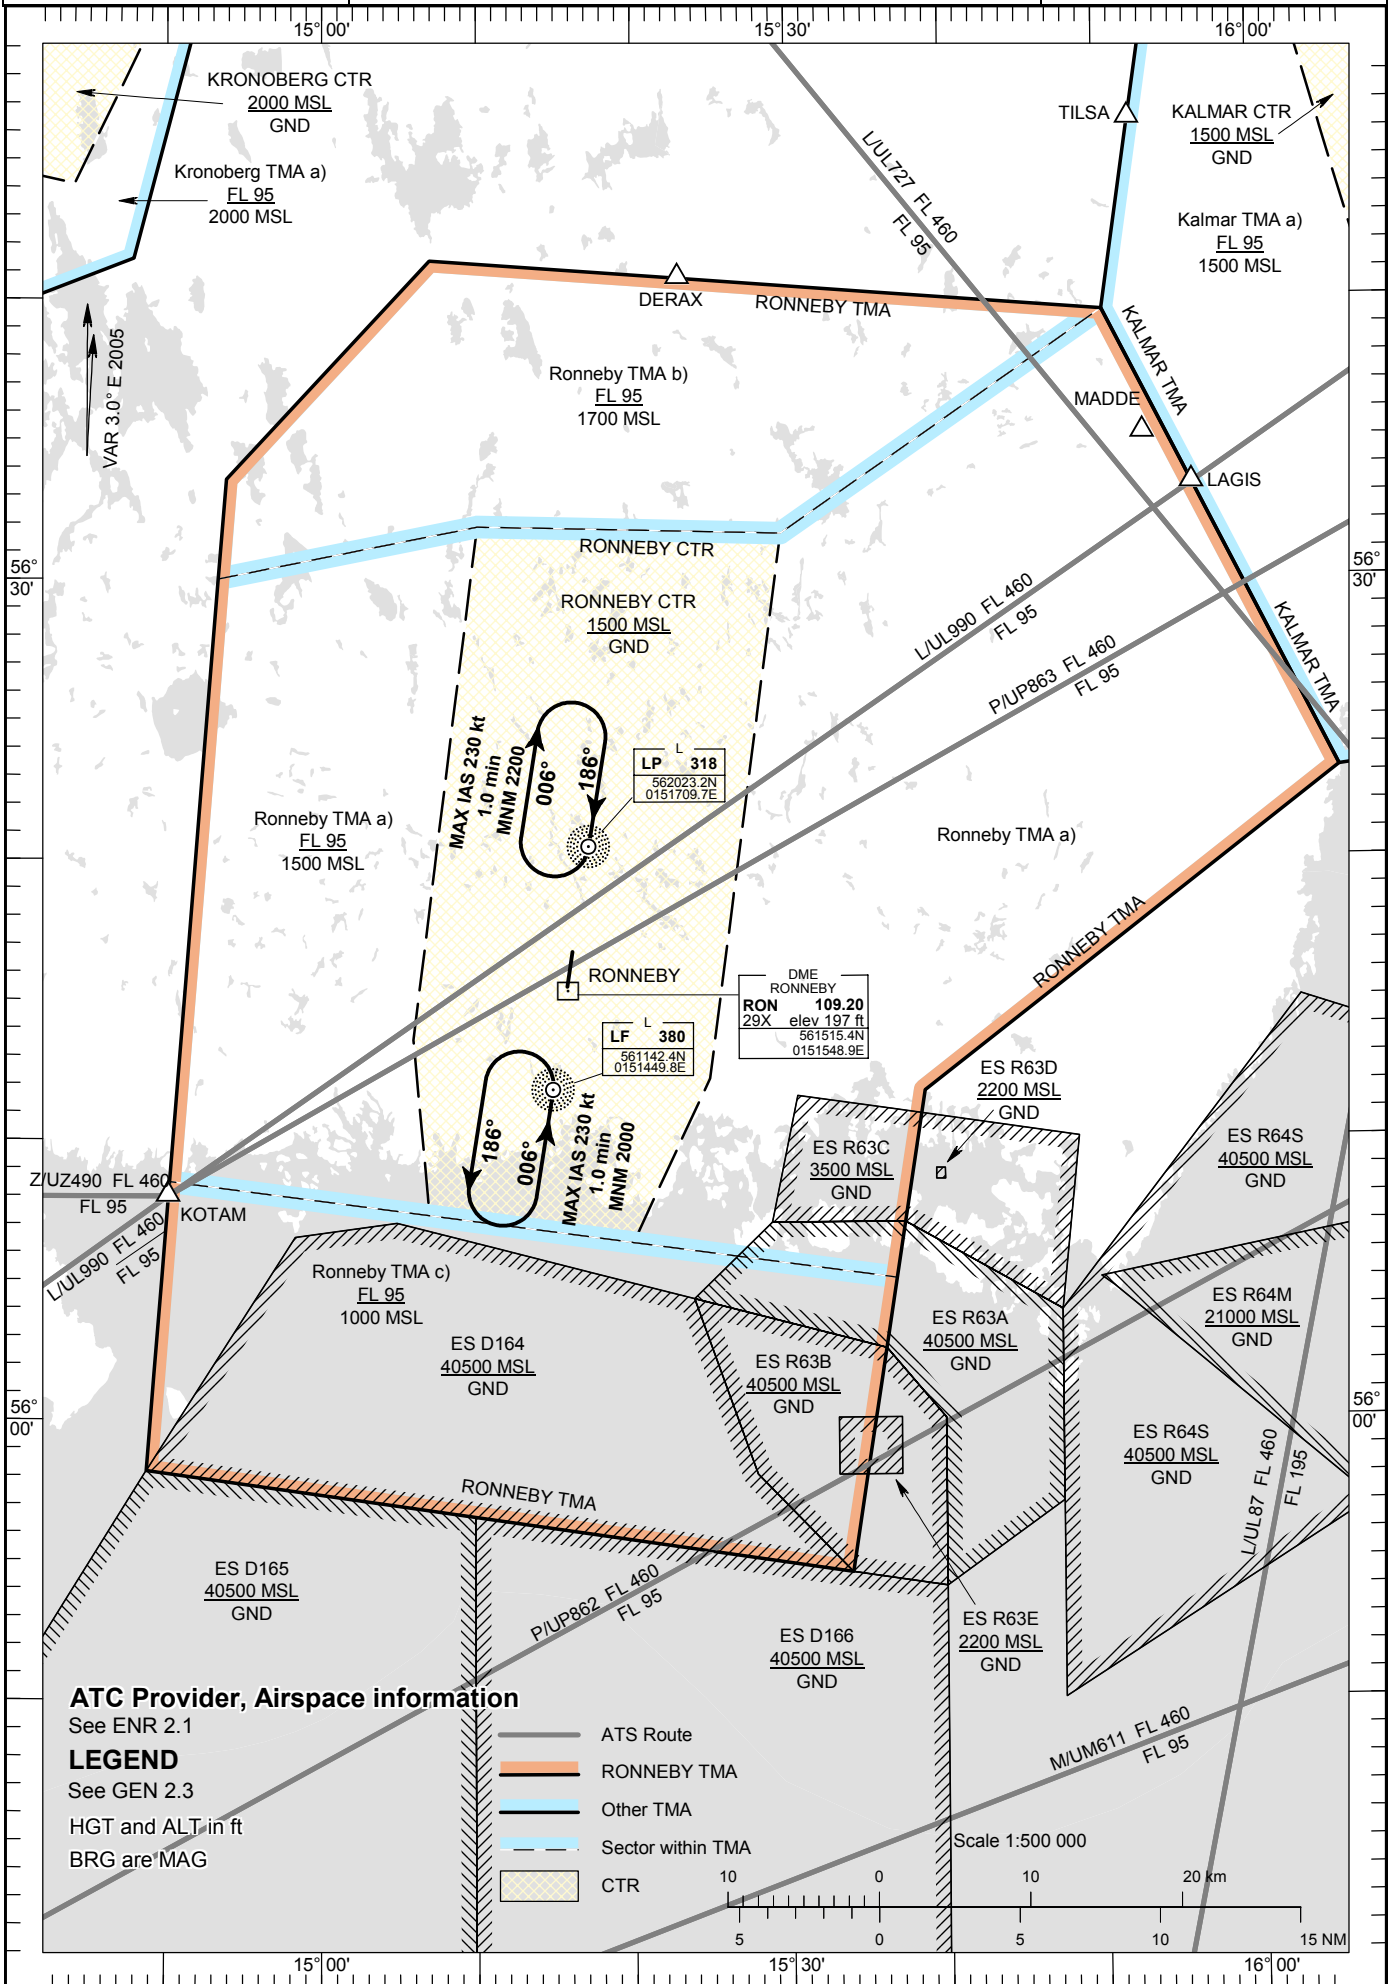 15° 00'
15° 30'
16° 00'
KRONOBERG CTR
2000 MSL
GND
TILSA
KALMAR CTR
1500 MSL
GND
L/UL727 FL 460
FL 95
Kronoberg TMA a)
FL 95
2000 MSL
Kalmar TMA a)
FL 95
1500 MSL
DERAX
RONNEBY TMA
KALMAR TMA
VAR 3.0° E 2005
Ronneby TMA b)
FL 95
1700 MSL
MADDE
LAGIS
RONNEBY CTR
56°
30'
56°
30'
RONNEBY CTR
1500 MSL
GND
L/UL990 FL 460
FL 95
KALMAR TMA
P/UP863 FL 460
FL 95
MAX IAS 230 kt
1.0 min
MNM 2200
006°
186°
L
LP 318
562023.2N
0151709.7E
Ronneby TMA a)
FL 95
1500 MSL
Ronneby TMA a)
RONNEBY TMA
RONNEBY
DME
RONNEBY
RON 109.20
29X elev 197 ft
561515.4N
0151548.9E
L
LF 380
561142.4N
0151449.8E
186°
006°
MAX IAS 230 kt
1.0 min
MNM 2000
ES R63D
2200 MSL
GND
ES R63C
3500 MSL
GND
ES R64S
40500 MSL
GND
Z/UZ490 FL 460
FL 95
KOTAM
L/UL990 FL 460
FL 95
Ronneby TMA c)
FL 95
1000 MSL
ES R64M
21000 MSL
GND
ES R63A
40500 MSL
GND
ES D164
40500 MSL
GND
ES R63B
40500 MSL
GND
56°
00'
56°
00'
ES R64S
40500 MSL
GND
L/UL87 FL 460
FL 195
RONNEBY TMA
ES D165
40500 MSL
GND
P/UP862 FL 460
FL 95
ES R63E
2200 MSL
GND
ES D166
40500 MSL
GND
ATC Provider, Airspace information
See ENR 2.1
LEGEND
See GEN 2.3
HGT and ALT in ft
BRG are MAG
ATS Route
RONNEBY TMA
Other TMA
Sector within TMA
CTR
M/UM611 FL 460
FL 95
Scale 1:500 000
10 0 10 20 km
5 0 5 10 15 NM
15° 00'
15° 30'
16° 00'